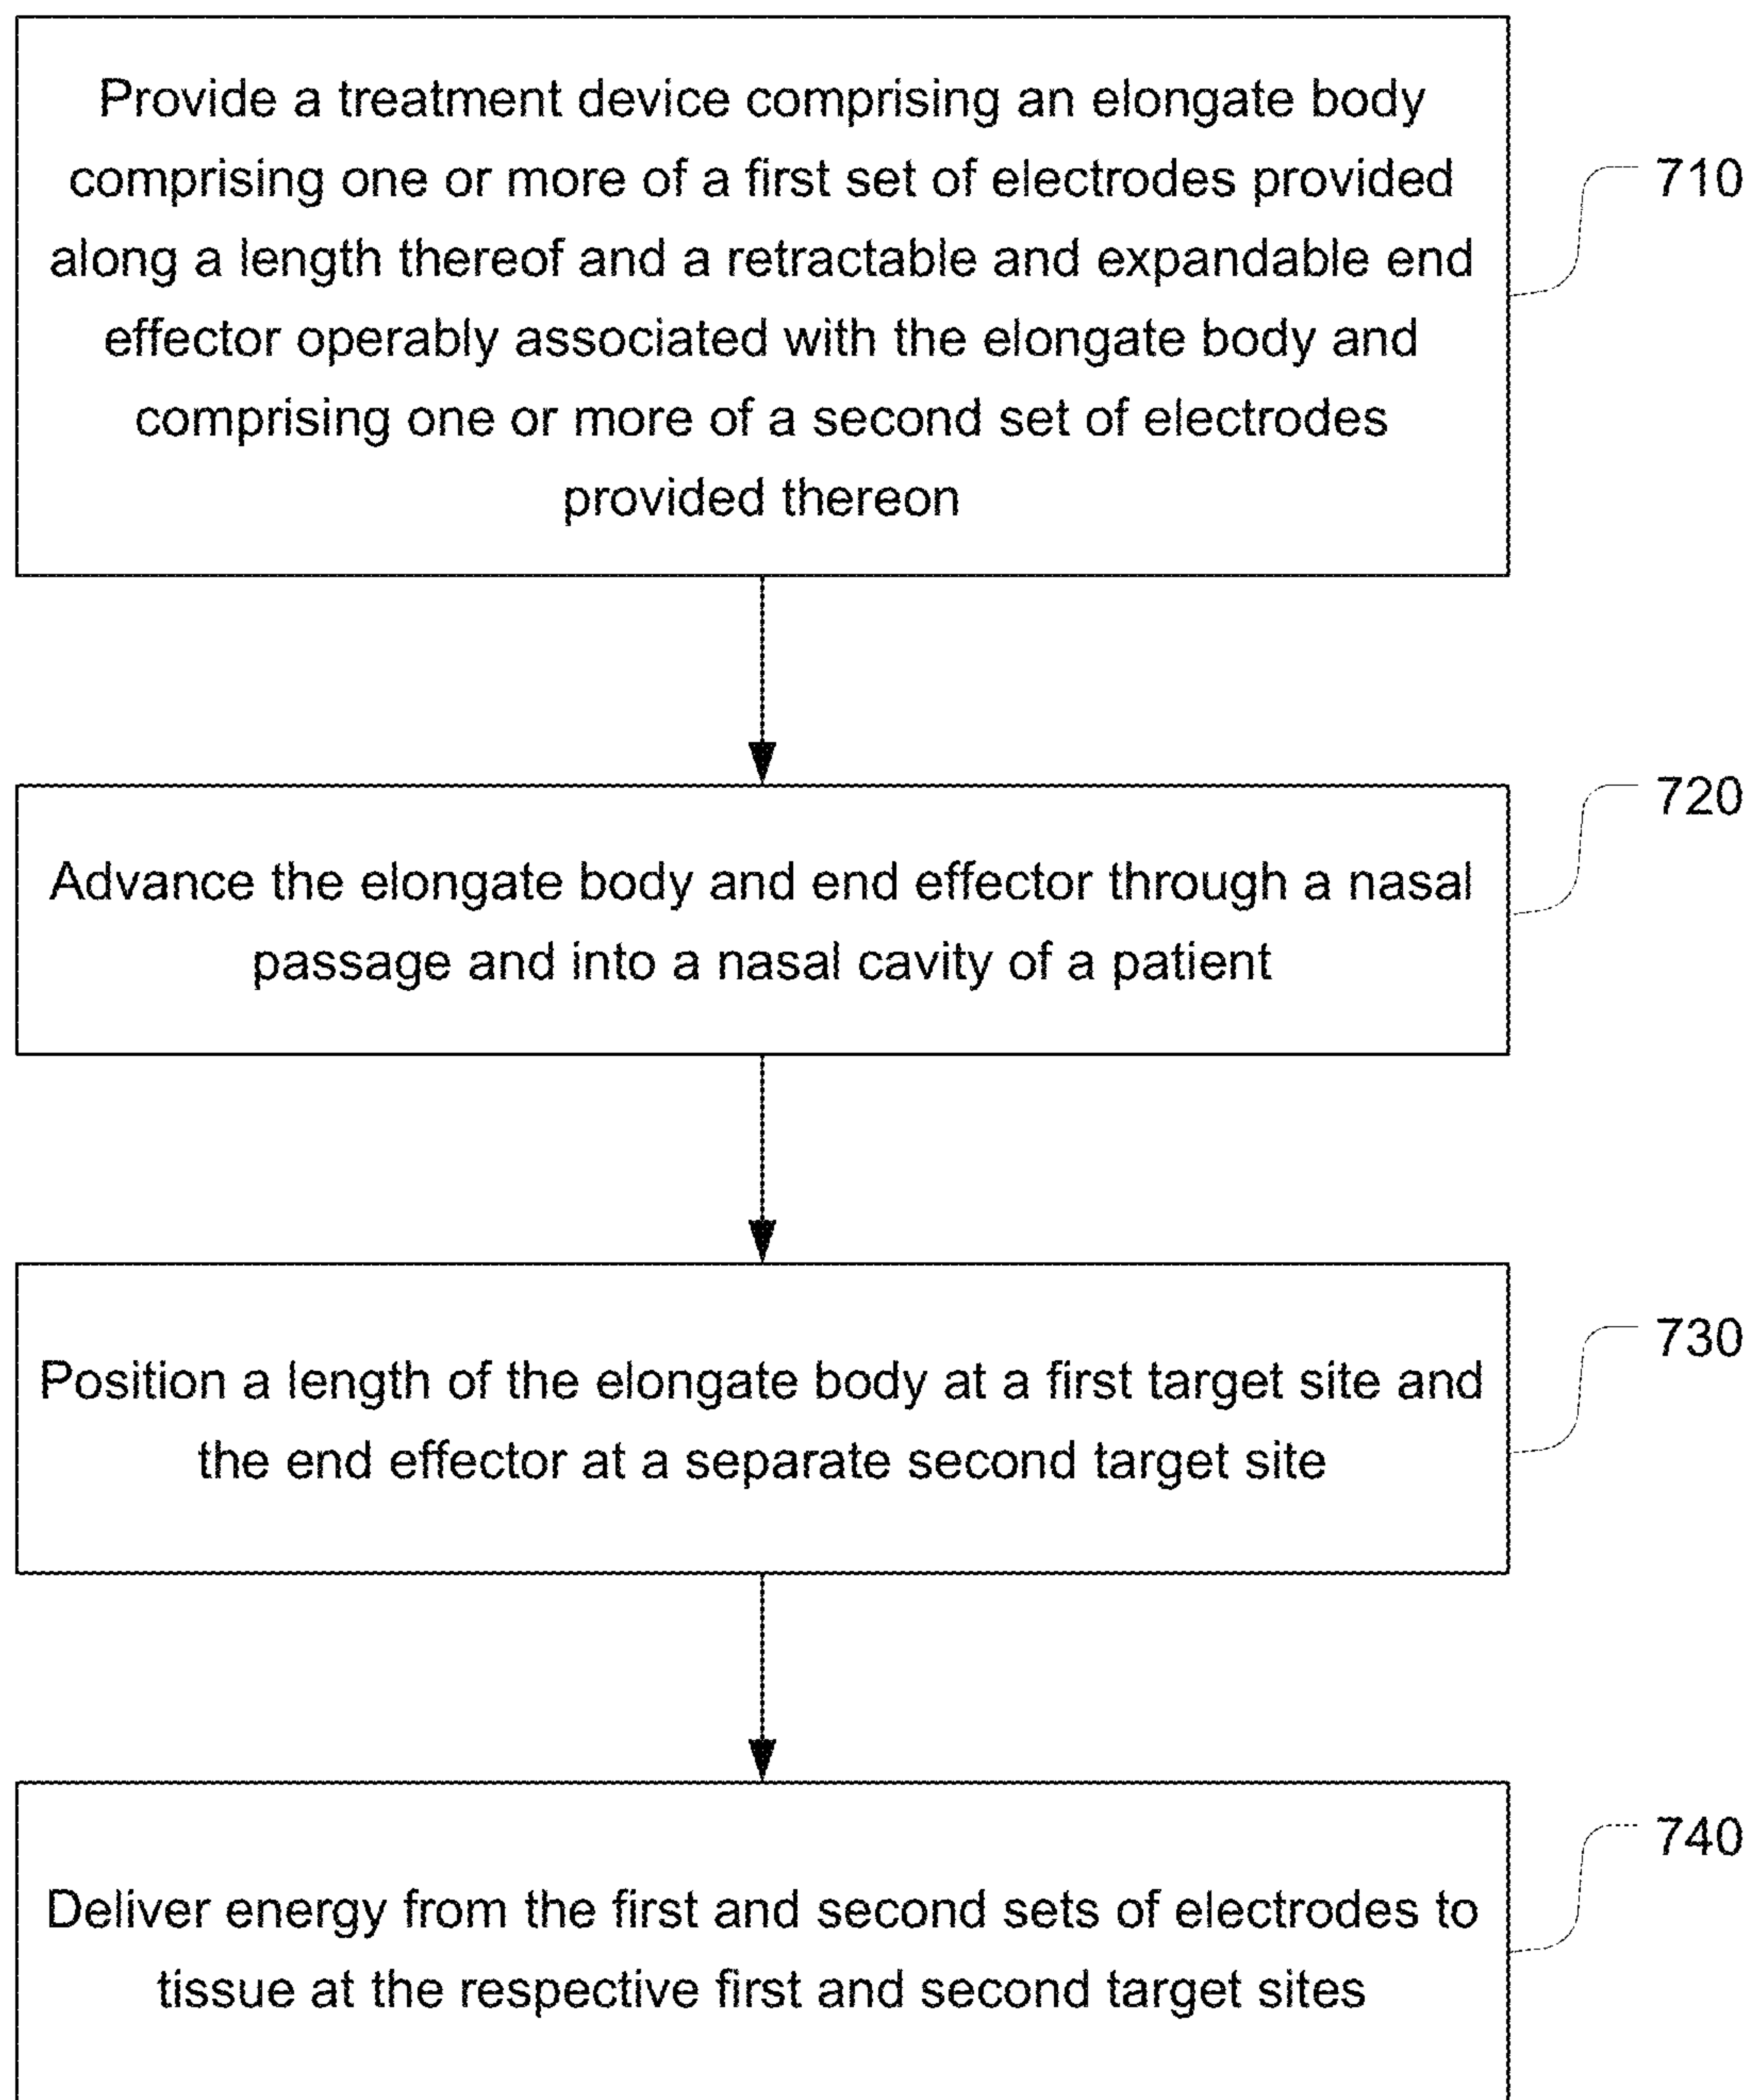 Provide a treatment device comprising an elongate body
comprising one or more of a first set of electrodes provided
along a length thereof and a retractable and expandable end
effector operably associated with the elongate body and
comprising one or more of a second set of electrodes
provided thereon
710
Advance the elongate body and end effector through a nasal
passage and into a nasal cavity of a patient
720
Position a length of the elongate body at a first target site and
the end effector at a separate second target site
730
Deliver energy from the first and second sets of electrodes to
tissue at the respective first and second target sites
740